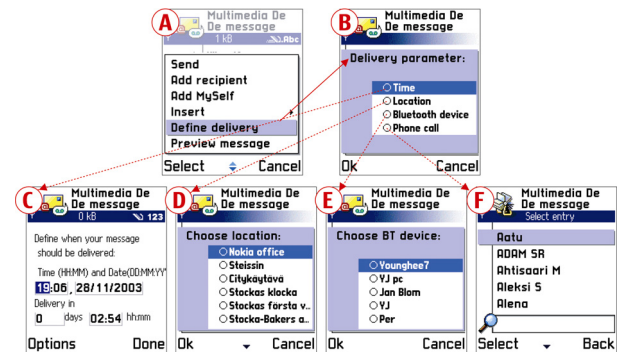 A
Multimedia De
De message
1 kB
Abc
Send
Add recipient
Add MySelf
Insert
Define delivery
Preview message
Select
Cancel
B
Multimedia De
De message
Delivery parameter:
Time
Location
Bluetooth device
Phone call
Ok
Cancel
C
Multimedia De
De message
0 kB
123
Define when your message
should be delivered:
Time (HH:MM) and Date(DD:MM:YY'
19:06, 28/11/2003
Delivery in
0 days 02:54 hh:mm
Options
Done
D
Multimedia De
De message
Choose location:
Nokia office
Steissin
Citykäytävä
Stockas klocka
Stockas första v..
Stocka-Bakers a..
Ok
Cancel
E
Multimedia De
De message
Choose BT device:
Younghee7
YJ pc
Jan Blom
YJ
Per
Ok
Cancel
F
Multimedia De
De message
Select entry
Aatu
ADAM SR
Ahtisaari M
Aleksi S
Alena
Select
Back